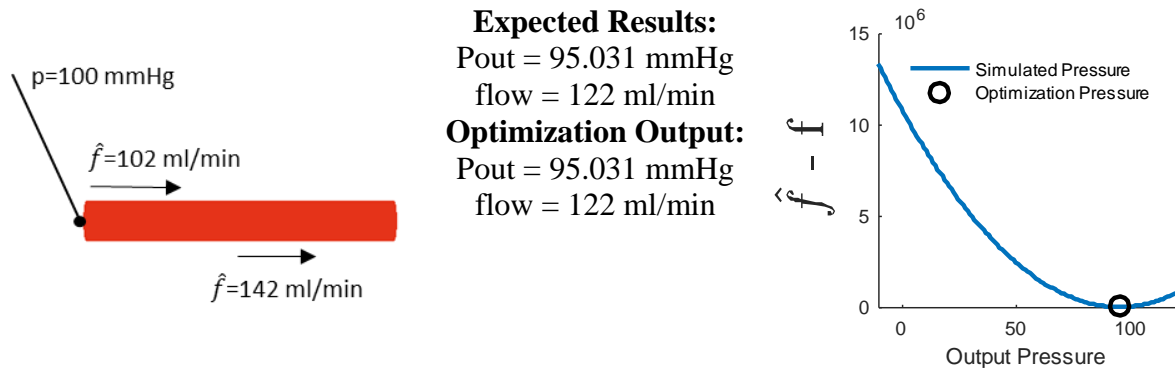 p=100 mmHg
f̂=102 ml/min
f̂=142 ml/min
Expected Results:
Pout = 95.031 mmHg
flow = 122 ml/min
Optimization Output:
Pout = 95.031 mmHg
flow = 122 ml/min
10⁶
15
10
5
0
f̂ - f
Simulated Pressure
Optimization Pressure
0
50
100
Output Pressure